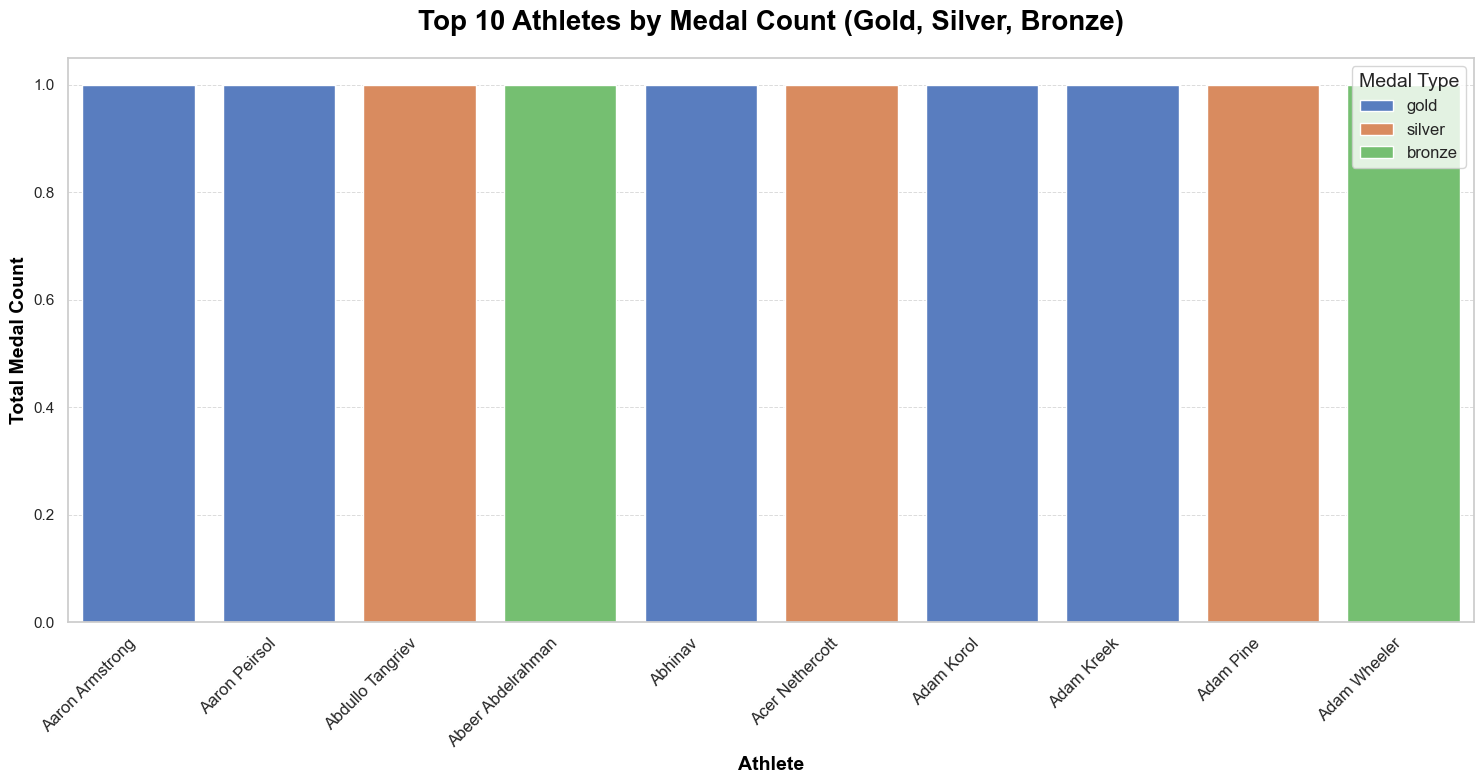 Top 10 Athletes by Medal Count (Gold, Silver, Bronze)
Medal Type
gold
silver
bronze
Total Medal Count
1.0
0.8
0.6
0.4
0.2
0.0
Aaron Armstrong
Aaron Peirsol
Abdullo Tangriev
Abeer Abdelrahman
Abhinav
Acer Nethercott
Adam Korol
Adam Kreek
Adam Pine
Adam Wheeler
Athlete